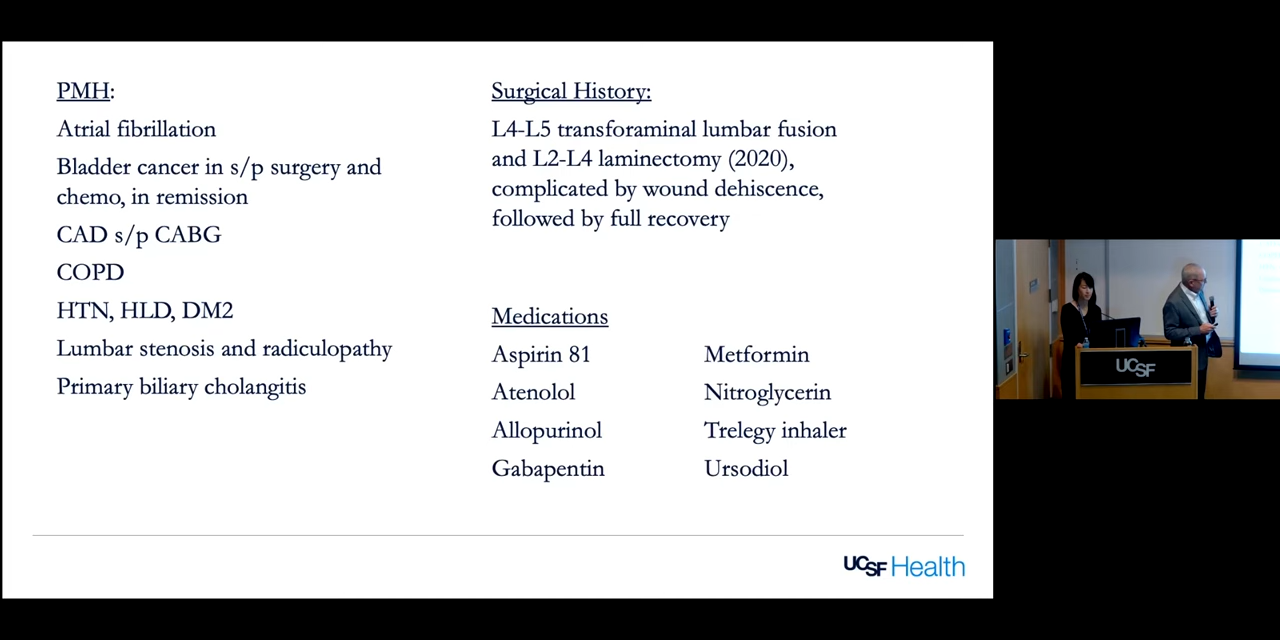 PMH:
Atrial fibrillation
Bladder cancer in s/p surgery and
chemo, in remission
CAD s/p CABG
COPD
HTN, HLD, DM2
Lumbar stenosis and radiculopathy
Primary biliary cholangitis
Surgical History:
L4-L5 transforaminal lumbar fusion
and L2-L4 laminectomy (2020),
complicated by wound dehiscence,
followed by full recovery
Medications
Aspirin 81 Metformin
Atenolol Nitroglycerin
Allopurinol Trelegy inhaler
Gabapentin Ursodiol
UCSF Health
UCSF